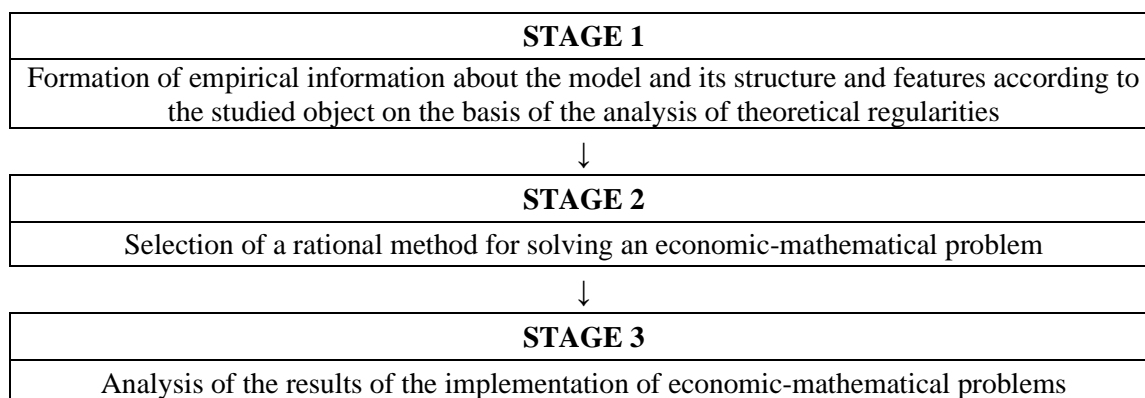 STAGE 1
Formation of empirical information about the model and its structure and features according to
the studied object on the basis of the analysis of theoretical regularities
↓
STAGE 2
Selection of a rational method for solving an economic-mathematical problem
↓
STAGE 3
Analysis of the results of the implementation of economic-mathematical problems